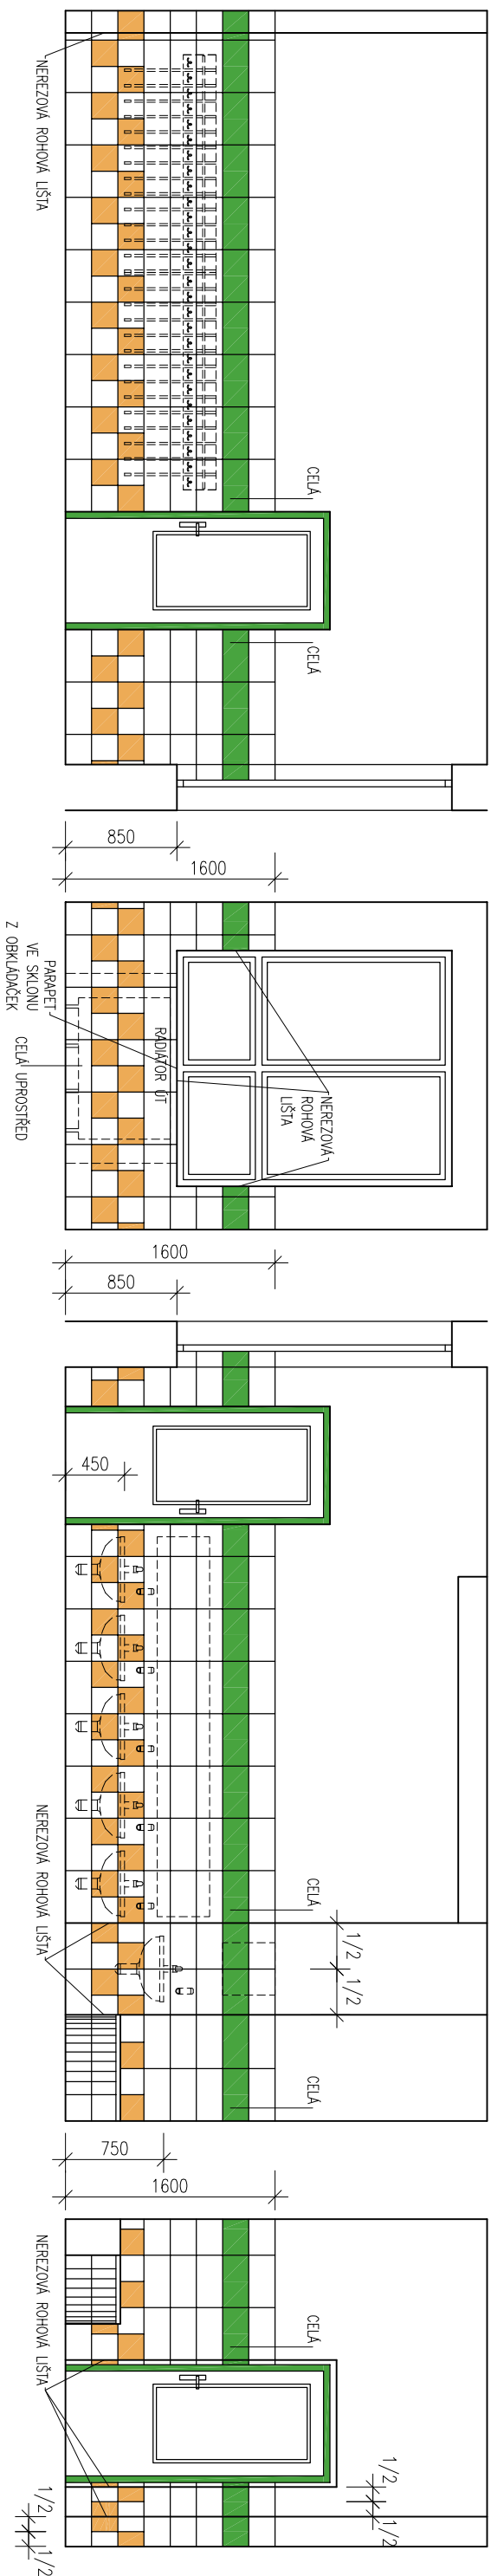 NEREZOVÁ ROHOVÁ LIŠTA
CELÁ
CELÁ
850
1600
PARAPET
VE SKLONU
Z OBKLÁDAČEK
CELÁ UPROSTŘED
RADIÁTOR ÚT
NEREZOVÁ
ROHOVÁ
LIŠTA
1600
850
450
NEREZOVÁ ROHOVÁ LIŠTA
CELÁ
1/2
1/2
CELÁ
750
1600
NEREZOVÁ ROHOVÁ LIŠTA
CELÁ
1/2
1/2
1/2
1/2